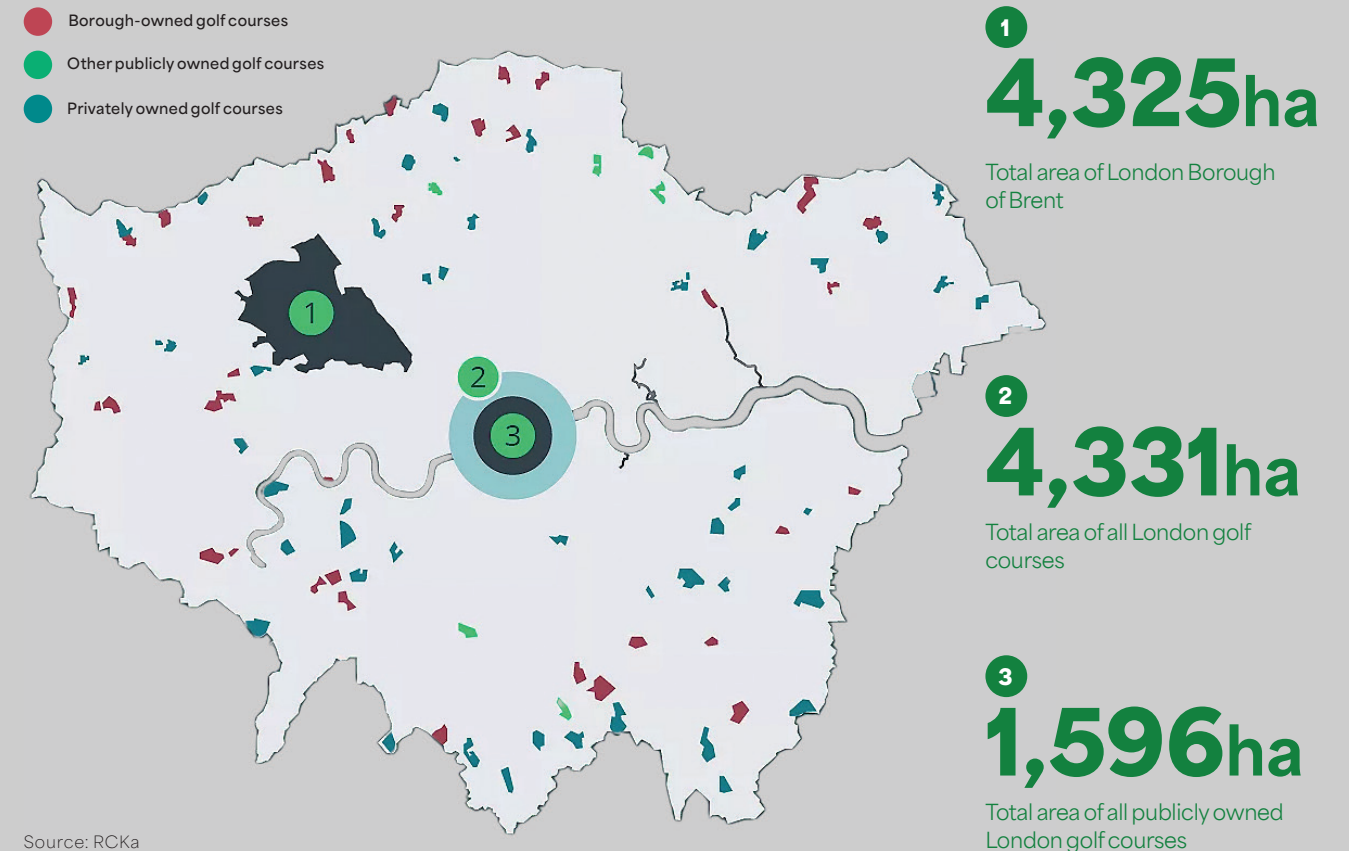 Borough-owned golf courses
Other publicly owned golf courses
Privately owned golf courses
1
2
3
1
4,325ha
Total area of London Borough
of Brent
2
4,331ha
Total area of all London golf
courses
3
1,596ha
Total area of all publicly owned
London golf courses
Source: RCKa